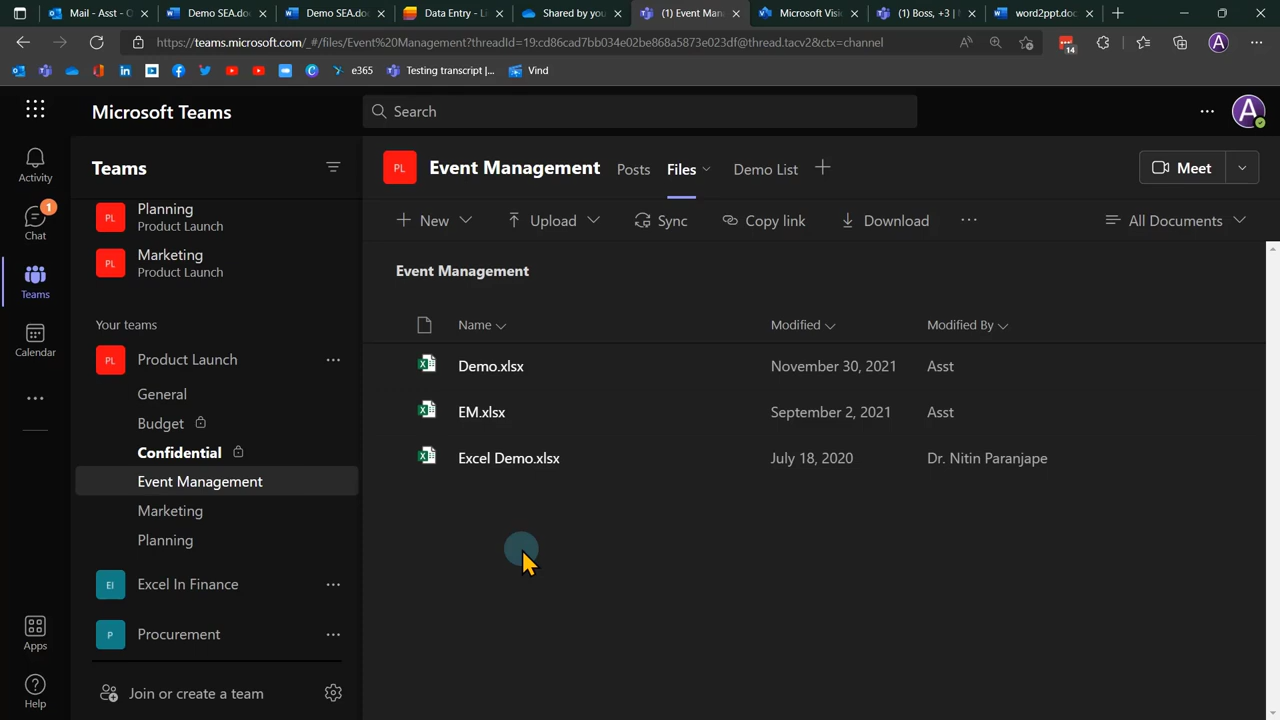 Mail - Asst - O
Demo SEA.doc
Demo SEA.doc
Data Entry - Li
Shared by you
(1) Event Man
Microsoft Visi
(1) Boss, +3 |
word2ppt.doc
https://teams.microsoft.com/_#/files/Event%20Management?threadId=19:cd86cad7bb034e02be868a5873e023df@thread.tacv2&ctx=channel
14
A
e365
Testing transcript |...
Vind
Microsoft Teams
Search
A
Activity
Chat
1
Teams
Calendar
Apps
Help
Teams
PL
Planning
Product Launch
PL
Marketing
Product Launch
Your teams
PL
Product Launch
General
Budget
Confidential
Event Management
Marketing
Planning
EI
Excel In Finance
P
Procurement
Join or create a team
PL
Event Management
Posts
Files
Demo List
Meet
New
Upload
Sync
Copy link
Download
All Documents
Event Management
Name
Modified
Modified By
Demo.xlsx
November 30, 2021
Asst
EM.xlsx
September 2, 2021
Asst
Excel Demo.xlsx
July 18, 2020
Dr. Nitin Paranjape